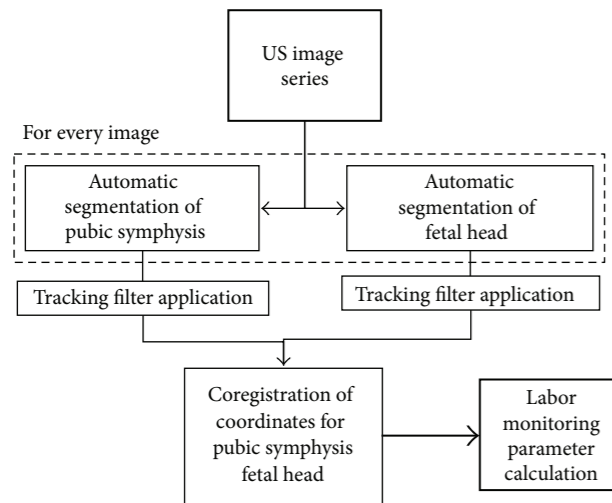 US image
series
For every image
Automatic
segmentation of
pubic symphysis
Automatic
segmentation of
fetal head
Tracking filter application
Tracking filter application
Coregistration of
coordinates for
pubic symphysis
fetal head
Labor
monitoring
parameter
calculation